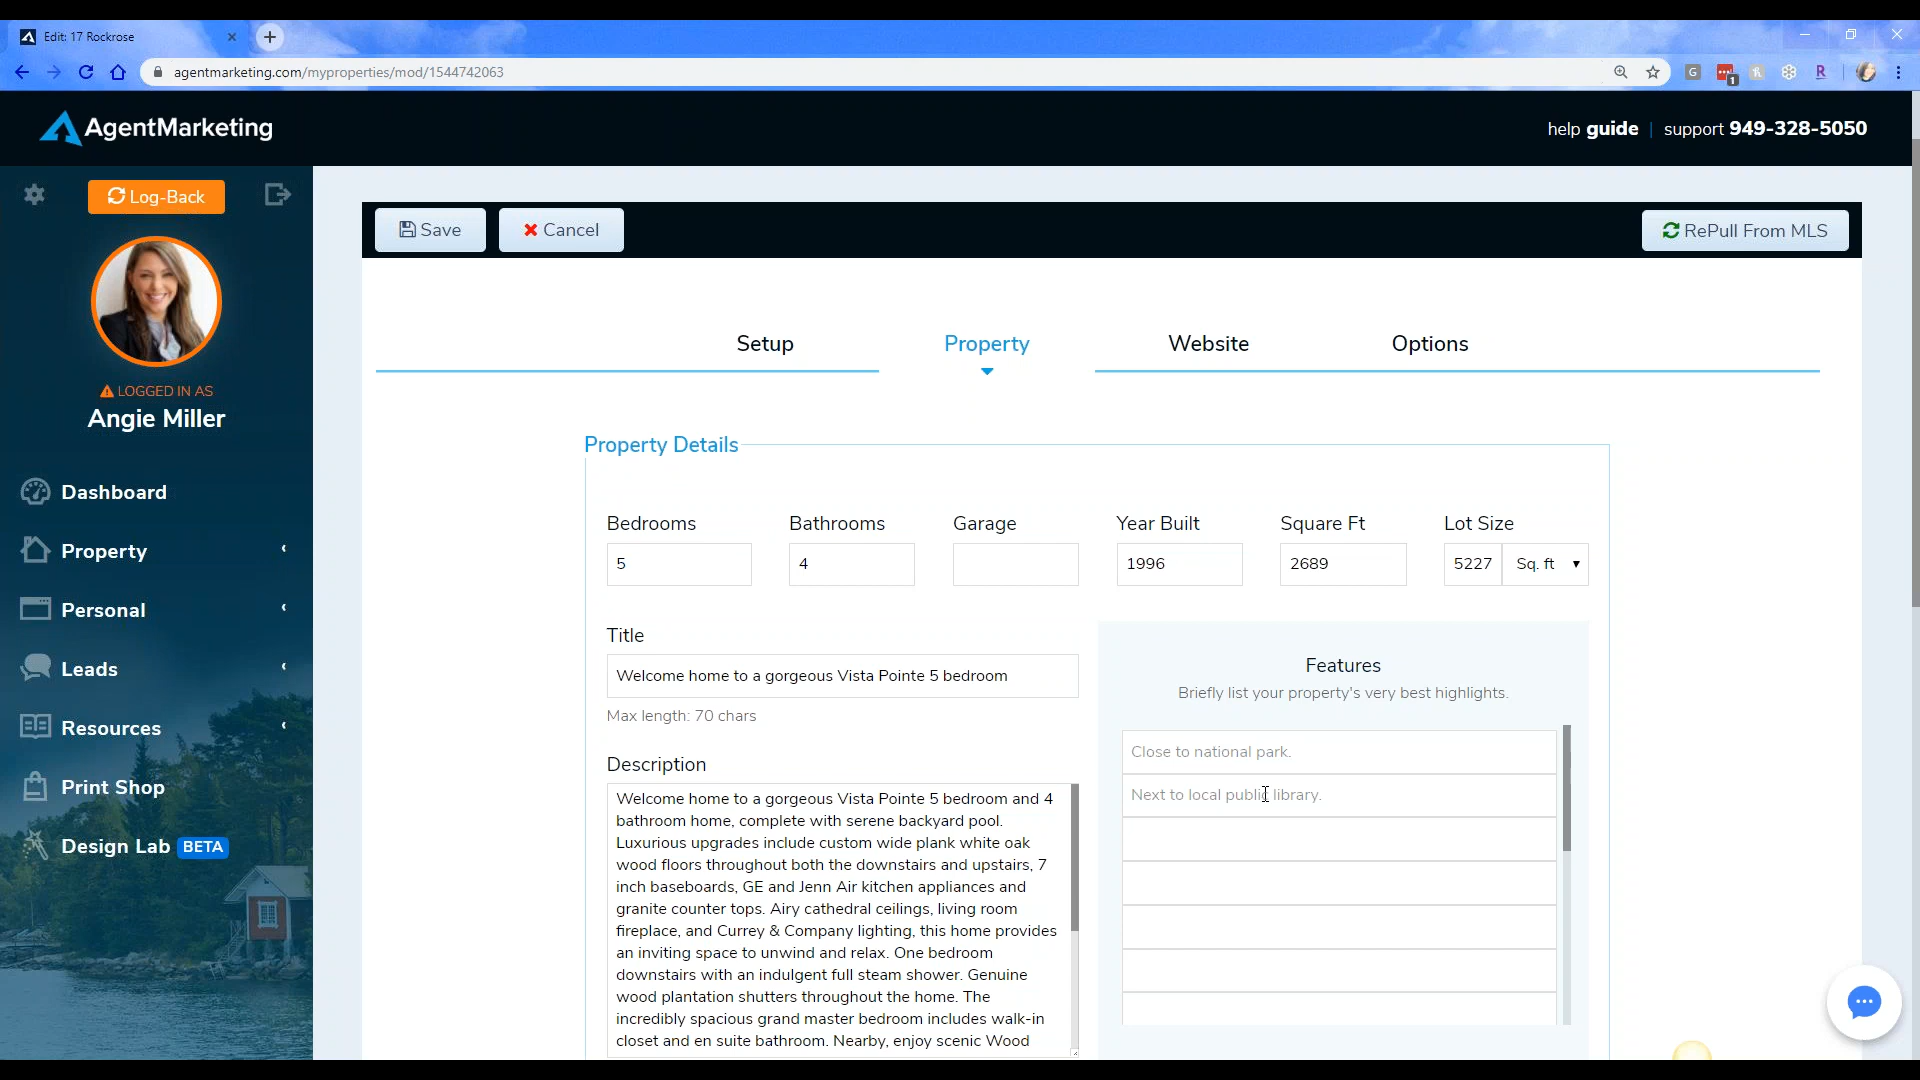 Edit: 17 Rockrose
agentmarketing.com/myproperties/mod/1544742063
G
1
R
AgentMarketing
help guide | support 949-328-5050
Log-Back
Save
Cancel
RePull From MLS
Setup
Property
Website
Options
LOGGED IN AS
Angie Miller
Dashboard
Property
Personal
Leads
Resources
Print Shop
Design Lab BETA
Property Details
Bedrooms
Bathrooms
Garage
Year Built
Square Ft
Lot Size
5
4
1996
2689
5227
Sq. ft
Title
Welcome home to a gorgeous Vista Pointe 5 bedroom
Max length: 70 chars
Description
Welcome home to a gorgeous Vista Pointe 5 bedroom and 4
bathroom home, complete with serene backyard pool.
Luxurious upgrades include custom wide plank white oak
wood floors throughout both the downstairs and upstairs, 7
inch baseboards, GE and Jenn Air kitchen appliances and
granite counter tops. Airy cathedral ceilings, living room
fireplace, and Currey & Company lighting, this home provides
an inviting space to unwind and relax. One bedroom
downstairs with an indulgent full steam shower. Genuine
wood plantation shutters throughout the home. The
incredibly spacious grand master bedroom includes walk-in
closet and en suite bathroom. Nearby, enjoy scenic Wood
Features
Briefly list your property's very best highlights.
Close to national park.
Next to local public library.